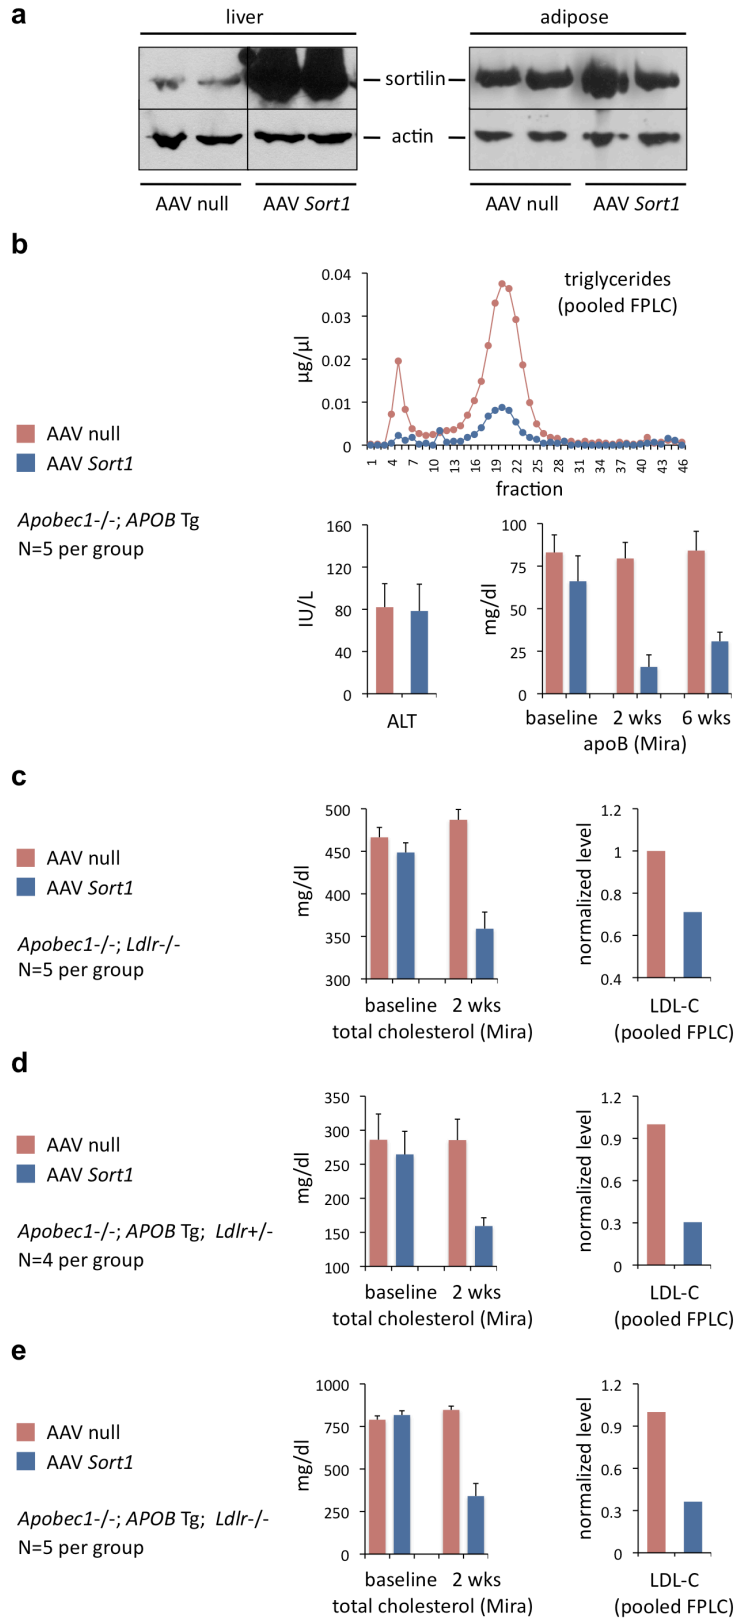 a
liver
adipose
sortilin
actin
AAV null
AAV Sort1
AAV null
AAV Sort1
b
triglycerides
(pooled FPLC)
µg/µl
0.04
0.03
0.02
0.01
0
1 4 7 10 13 16 19 22 25 28 31 34 37 40 43 46
fraction
AAV null
AAV Sort1
Apobec1-/-; APOB Tg
N=5 per group
IU/L
160
120
80
40
0
ALT
mg/dl
100
75
50
25
0
baseline 2 wks 6 wks
apoB (Mira)
c
AAV null
AAV Sort1
Apobec1-/-; Ldlr-/-
N=5 per group
mg/dl
500
450
400
350
300
baseline 2 wks
total cholesterol (Mira)
normalized level
1.2
1
0.8
0.6
0.4
LDL-C
(pooled FPLC)
d
AAV null
AAV Sort1
Apobec1-/-; APOB Tg; Ldlr+/-
N=4 per group
mg/dl
350
300
250
200
150
100
baseline 2 wks
total cholesterol (Mira)
normalized level
1.2
0.9
0.6
0.3
0
LDL-C
(pooled FPLC)
e
AAV null
AAV Sort1
Apobec1-/-; APOB Tg; Ldlr-/-
N=5 per group
mg/dl
1000
750
500
250
0
baseline 2 wks
total cholesterol (Mira)
normalized level
1.2
0.9
0.6
0.3
0
LDL-C
(pooled FPLC)